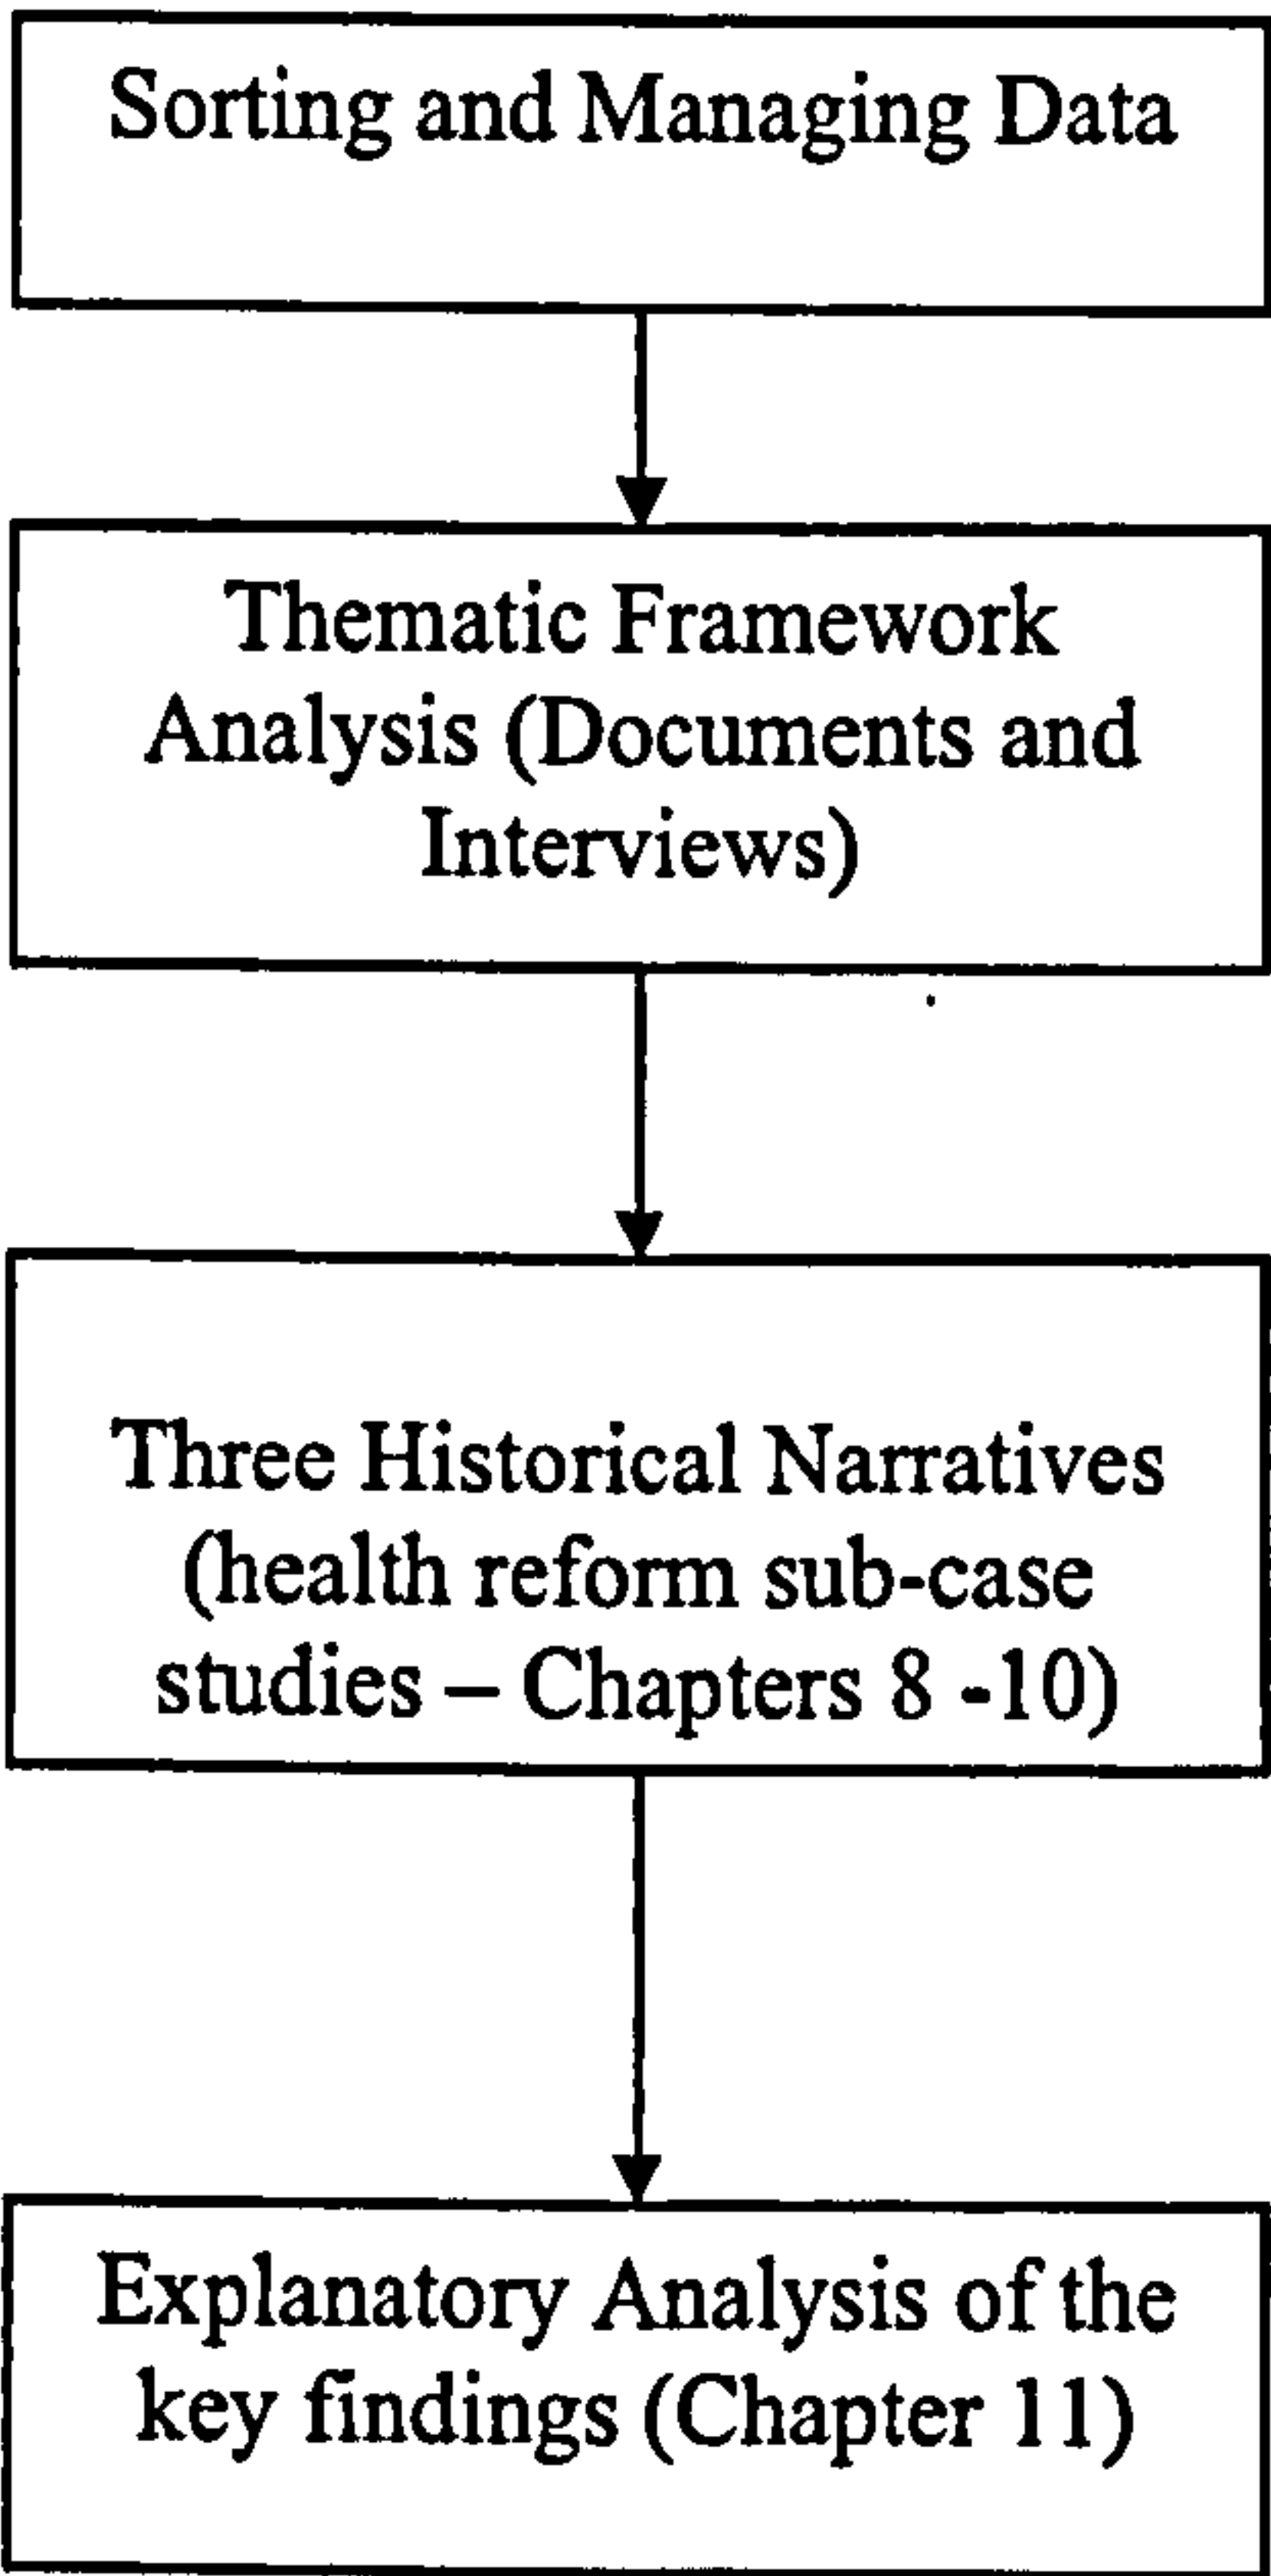 Sorting and Managing Data
Thematic Framework
Analysis (Documents and
Interviews)
Three Historical Narratives
(health reform sub-case
studies – Chapters 8 -10)
Explanatory Analysis of the
key findings (Chapter 11)